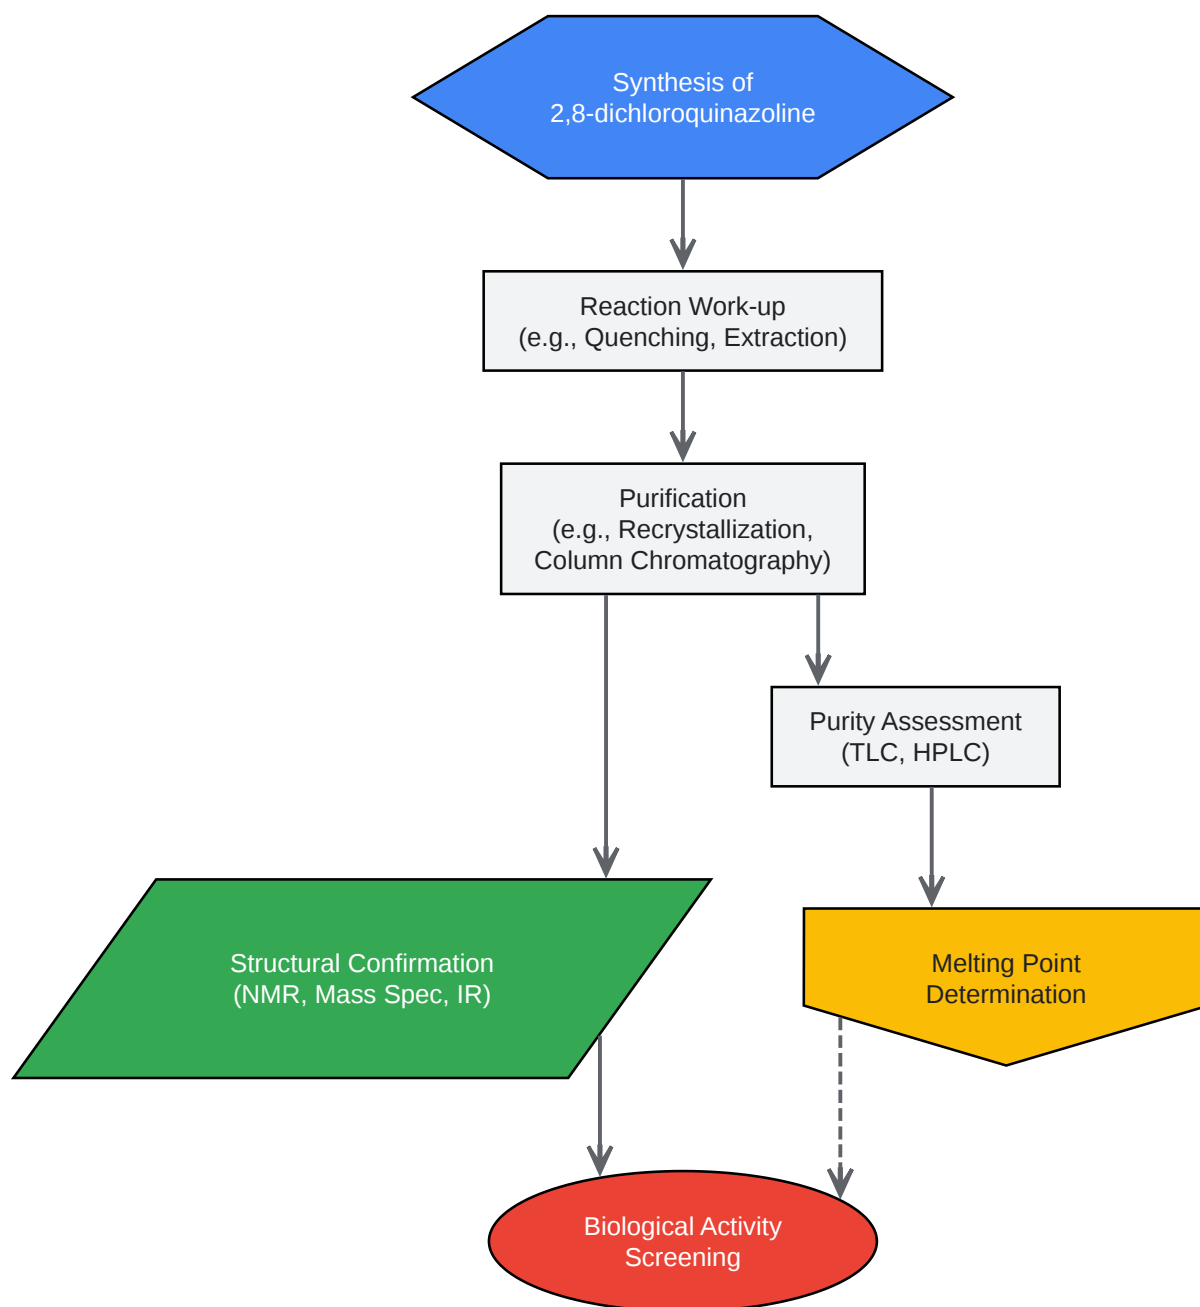 Synthesis of
2,8-dichloroquinazoline
Reaction Work-up
(e.g., Quenching, Extraction)
Purification
(e.g., Recrystallization,
Column Chromatography)
Purity Assessment
(TLC, HPLC)
Structural Confirmation
(NMR, Mass Spec, IR)
Melting Point
Determination
Biological Activity
Screening